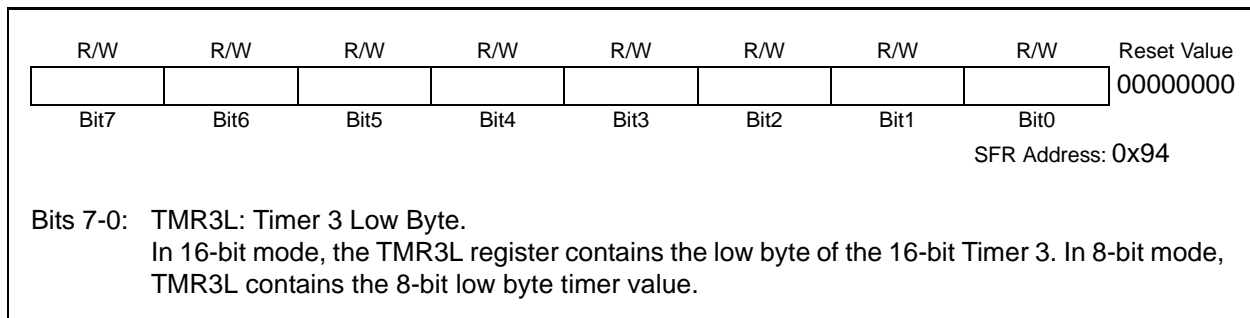 R/W R/W R/W R/W R/W R/W R/W R/W Reset Value
00000000
Bit7 Bit6 Bit5 Bit4 Bit3 Bit2 Bit1 Bit0
SFR Address: 0x94
Bits 7-0: TMR3L: Timer 3 Low Byte.
In 16-bit mode, the TMR3L register contains the low byte of the 16-bit Timer 3. In 8-bit mode,
TMR3L contains the 8-bit low byte timer value.